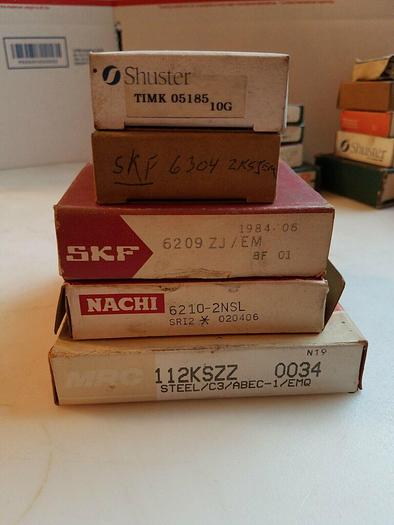 Shuster
TIMK 05185
10G
SKF 6304 2RSJEM
SKF
1984-06
6209 ZJ/EM
BF 01
NACHI
6210-2NSL
SRI2 * 020406
N19
MRC
112KSZZ 0034
STEEL/C3/ABEC-1/EMQ
Shuster